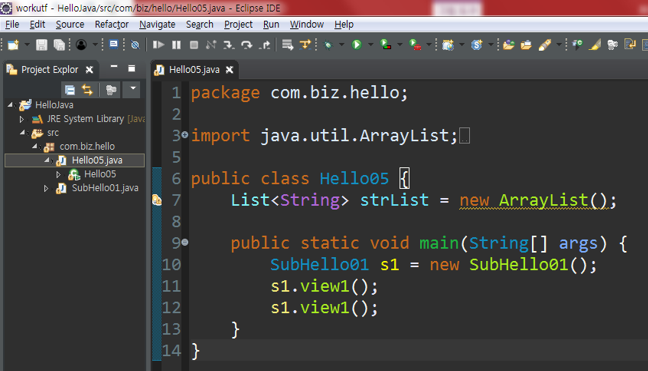 workutf - HelloJava/src/com/biz/hello/Hello05.java - Eclipse IDE
File Edit Source Refactor Navigate Search Project Run Window Help
Project Explor
HelloJava
JRE System Library [Java
src
com.biz.hello
Hello05.java
Hello05
SubHello01.java
Hello05.java
1 package com.biz.hello;
2
3 import java.util.ArrayList;
5
6 public class Hello05 {
7 List<String> strList = new ArrayList();
8
9 public static void main(String[] args) {
10 SubHello01 s1 = new SubHello01();
11 s1.view1();
12 s1.view1();
13 }
14 }